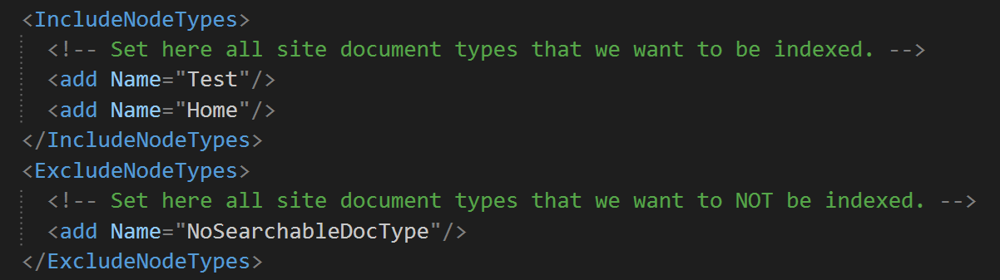 <IncludeNodeTypes>
<!-- Set here all site document types that we want to be indexed. -->
<add Name="Test"/>
<add Name="Home"/>
</IncludeNodeTypes>
<ExcludeNodeTypes>
<!-- Set here all site document types that we want to NOT be indexed. -->
<add Name="NoSearchableDocType"/>
</ExcludeNodeTypes>